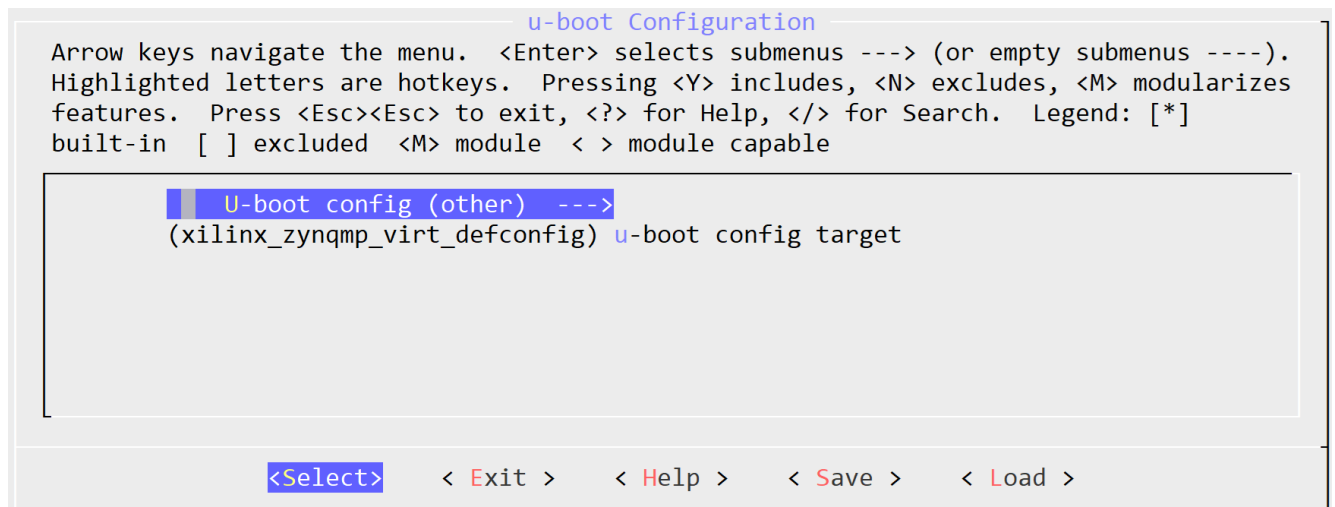 u-boot Configuration
Arrow keys navigate the menu.  <Enter> selects submenus ---> (or empty submenus ----).
Highlighted letters are hotkeys.  Pressing <Y> includes, <N> excludes, <M> modularizes
features.  Press <Esc><Esc> to exit, <?> for Help, </> for Search.  Legend: [*]
built-in  [ ] excluded  <M> module  < > module capable
U-boot config (other)  --->
(xilinx_zynqmp_virt_defconfig) u-boot config target
<Select>    < Exit >    < Help >    < Save >    < Load >